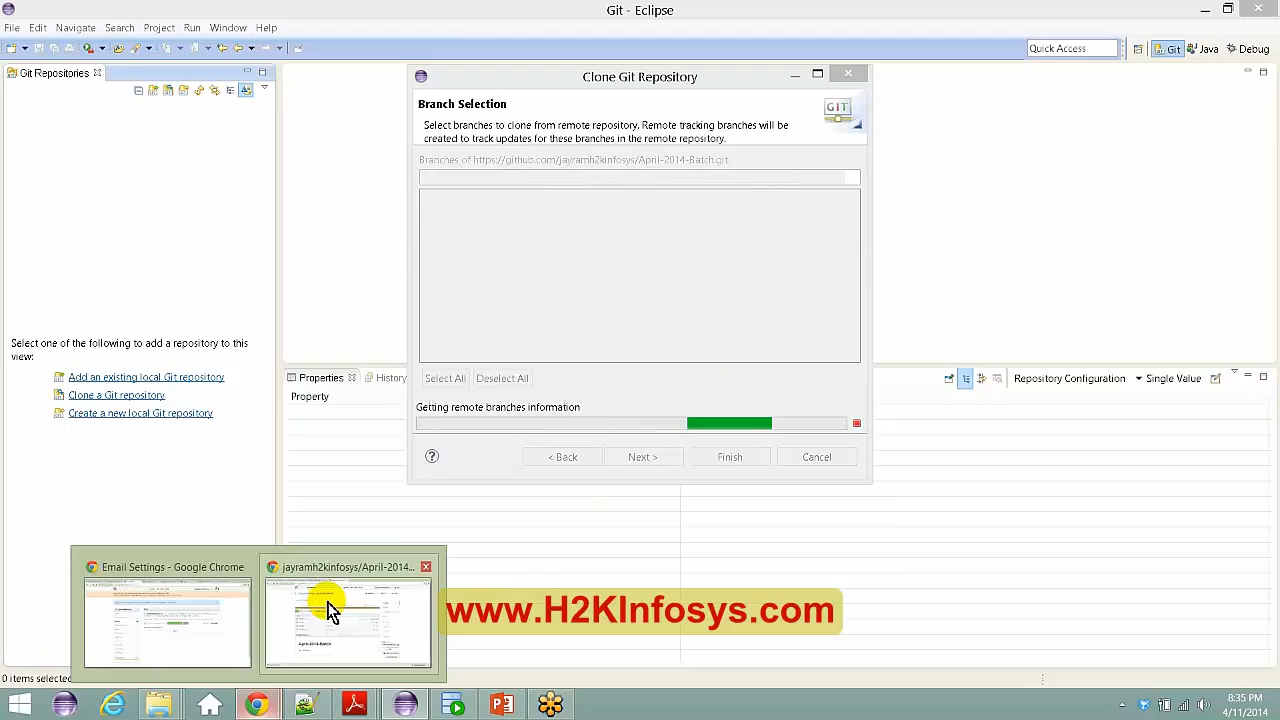 Git - Eclipse
File Edit Navigate Search Project Run Window Help
Quick Access
Git Java Debug
Git Repositories
Clone Git Repository
Branch Selection
Select branches to clone from remote repository. Remote tracking branches will be
created to track updates for these branches in the remote repository.
GIT
Branches of https://github.com/jayramh2kinfosys/April-2014-Batch.git
Select one of the following to add a repository to this
view:
Add an existing local Git repository
Clone a Git repository
Create a new local Git repository
Select All Deselect All
Properties History
Repository Configuration Single Value
Property
Getting remote branches information
< Back Next > Finish Cancel
Email Settings - Google Chrome
jayramh2kinfosys/April-2014...
April-2014-Batch
www.H2KInfosys.com
0 items selected
8:35 PM
4/11/2014